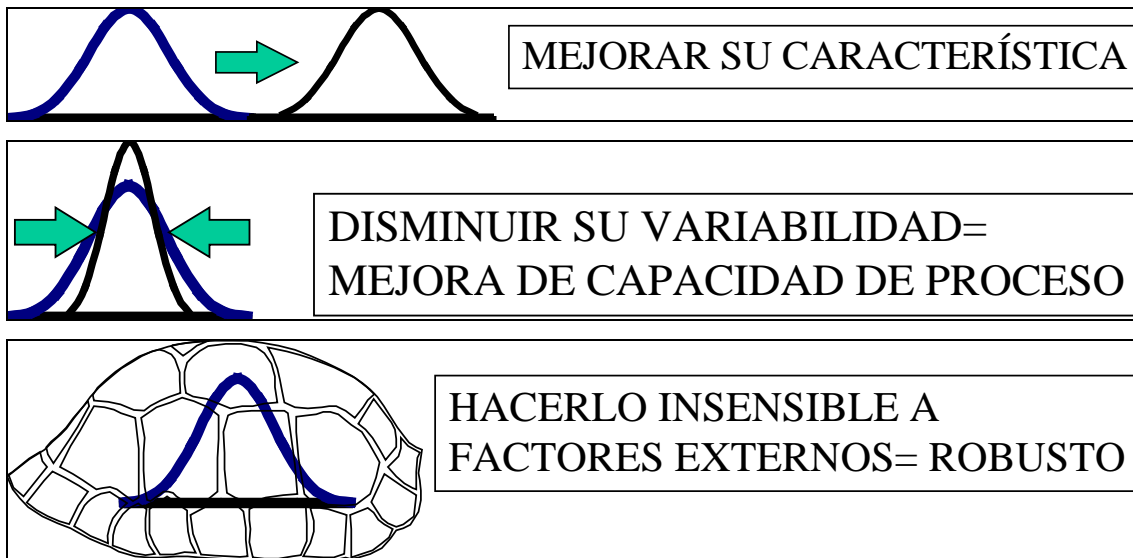 MEJORAR SU CARACTERÍSTICA
DISMINUIR SU VARIABILIDAD=
MEJORA DE CAPACIDAD DE PROCESO
HACERLO INSENSIBLE A
FACTORES EXTERNOS= ROBUSTO